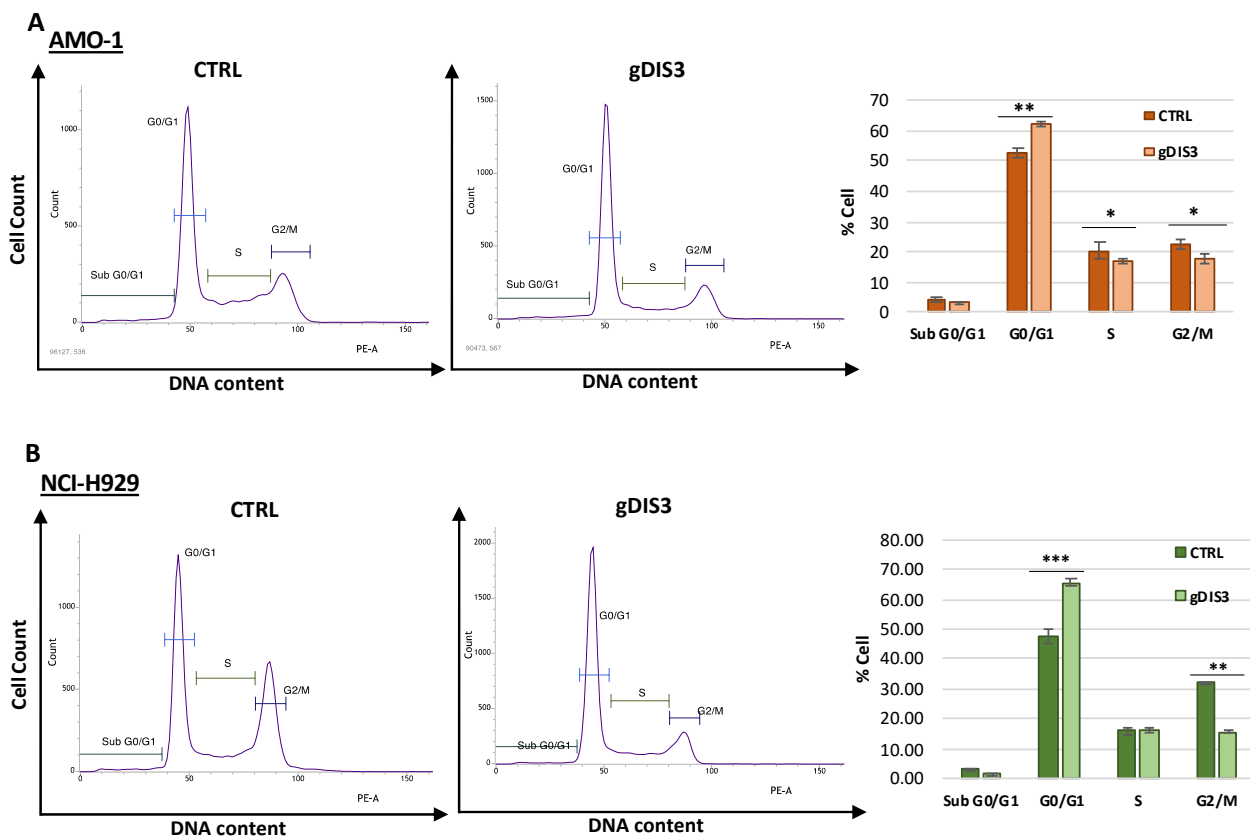 A
AMO-1
CTRL
gDIS3
Cell Count
Count
1000
500
0
G0/G1
Sub G0/G1
S
G2/M
0
50
100
150
PE-A
96127, 536
DNA content
Count
1500
1000
500
0
G0/G1
Sub G0/G1
S
G2/M
0
50
100
150
PE-A
90473, 567
DNA content
% Cell
70
60
50
40
30
20
10
0
**
*
*
CTRL
gDIS3
Sub G0/G1
G0/G1
S
G2/M
B
NCI-H929
CTRL
gDIS3
Cell Count
Count
1000
500
0
G0/G1
Sub G0/G1
S
G2/M
0
50
100
150
PE-A
DNA content
Count
2000
1500
1000
500
0
G0/G1
Sub G0/G1
S
G2/M
0
50
100
150
PE-A
DNA content
% Cell
80.00
70.00
60.00
50.00
40.00
30.00
20.00
10.00
0.00
***
**
CTRL
gDIS3
Sub G0/G1
G0/G1
S
G2/M